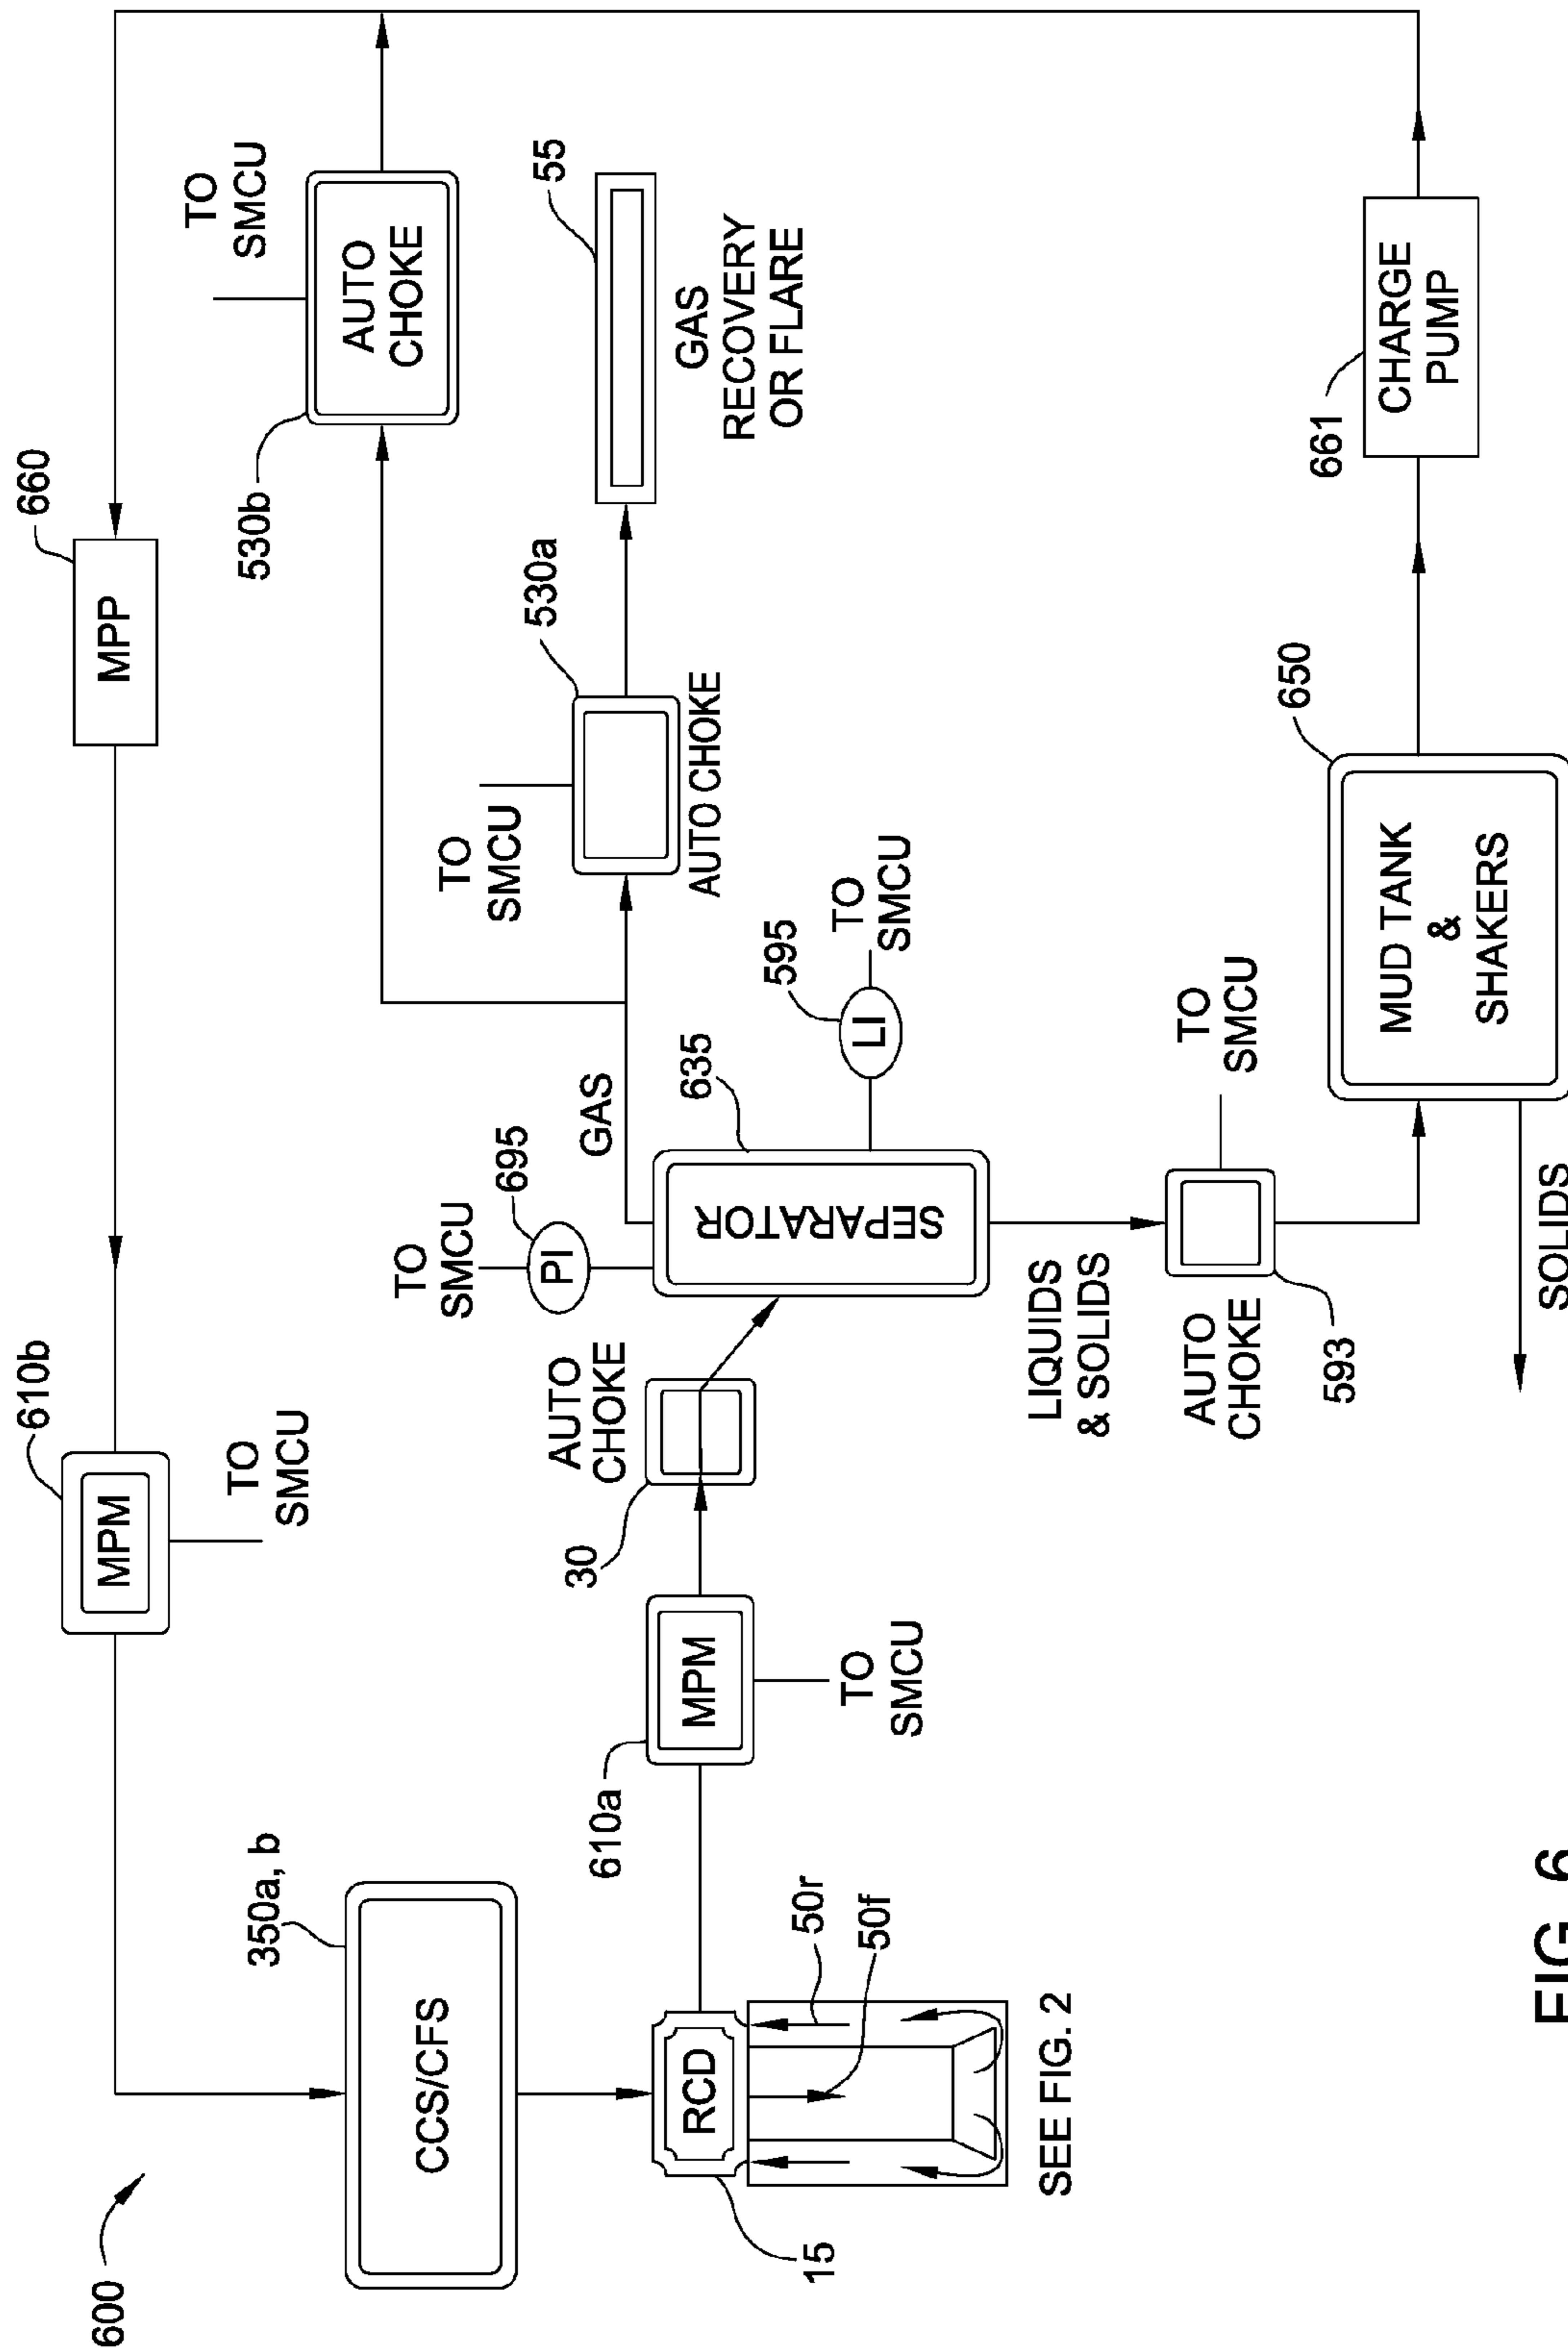 600
660
MPP
610b
MPM
TO
SMCU
TO
SMCU
AUTO
CHOKE
530b
350a, b
CCS/CFS
55
GAS
RECOVERY
OR FLARE
530a
TO
SMCU
AUTO CHOKE
GAS
TO
SMCU
695
PI
635
SEPARATOR
595
LI
TO
SMCU
AUTO
CHOKE
30
610a
MPM
TO
SMCU
RCD
15
50r
50f
SEE FIG. 2
LIQUIDS
& SOLIDS
AUTO
CHOKE
593
TO
SMCU
650
MUD TANK
&
SHAKERS
SOLIDS
661
CHARGE
PUMP
FIG. 6